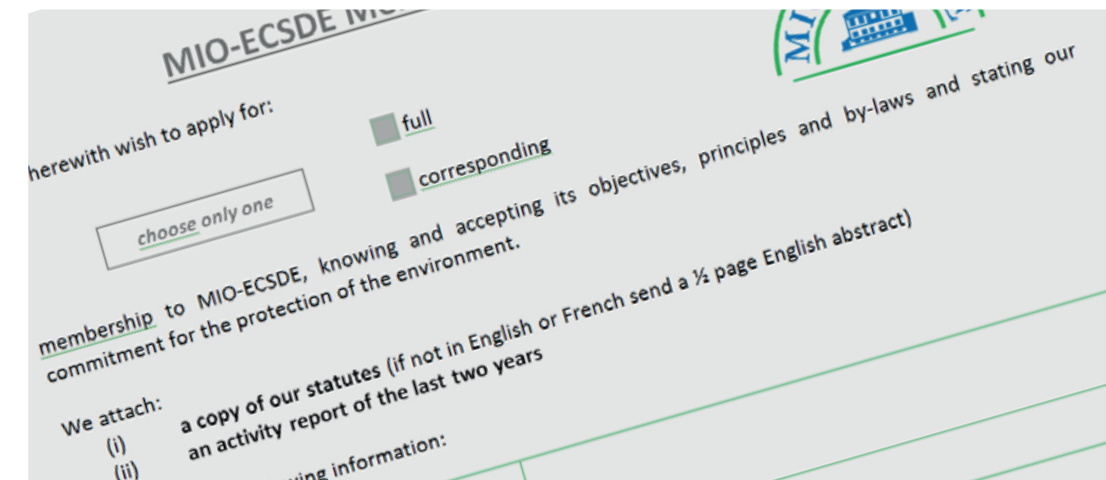 MIO-ECSDE
MI
herewith wish to apply for:
full
corresponding
choose only one
membership to MIO-ECSDE, knowing and accepting its objectives, principles and by-laws and stating our
commitment for the protection of the environment.
We attach:
(i) a copy of our statutes (if not in English or French send a ½ page English abstract)
(ii) an activity report of the last two years
information: